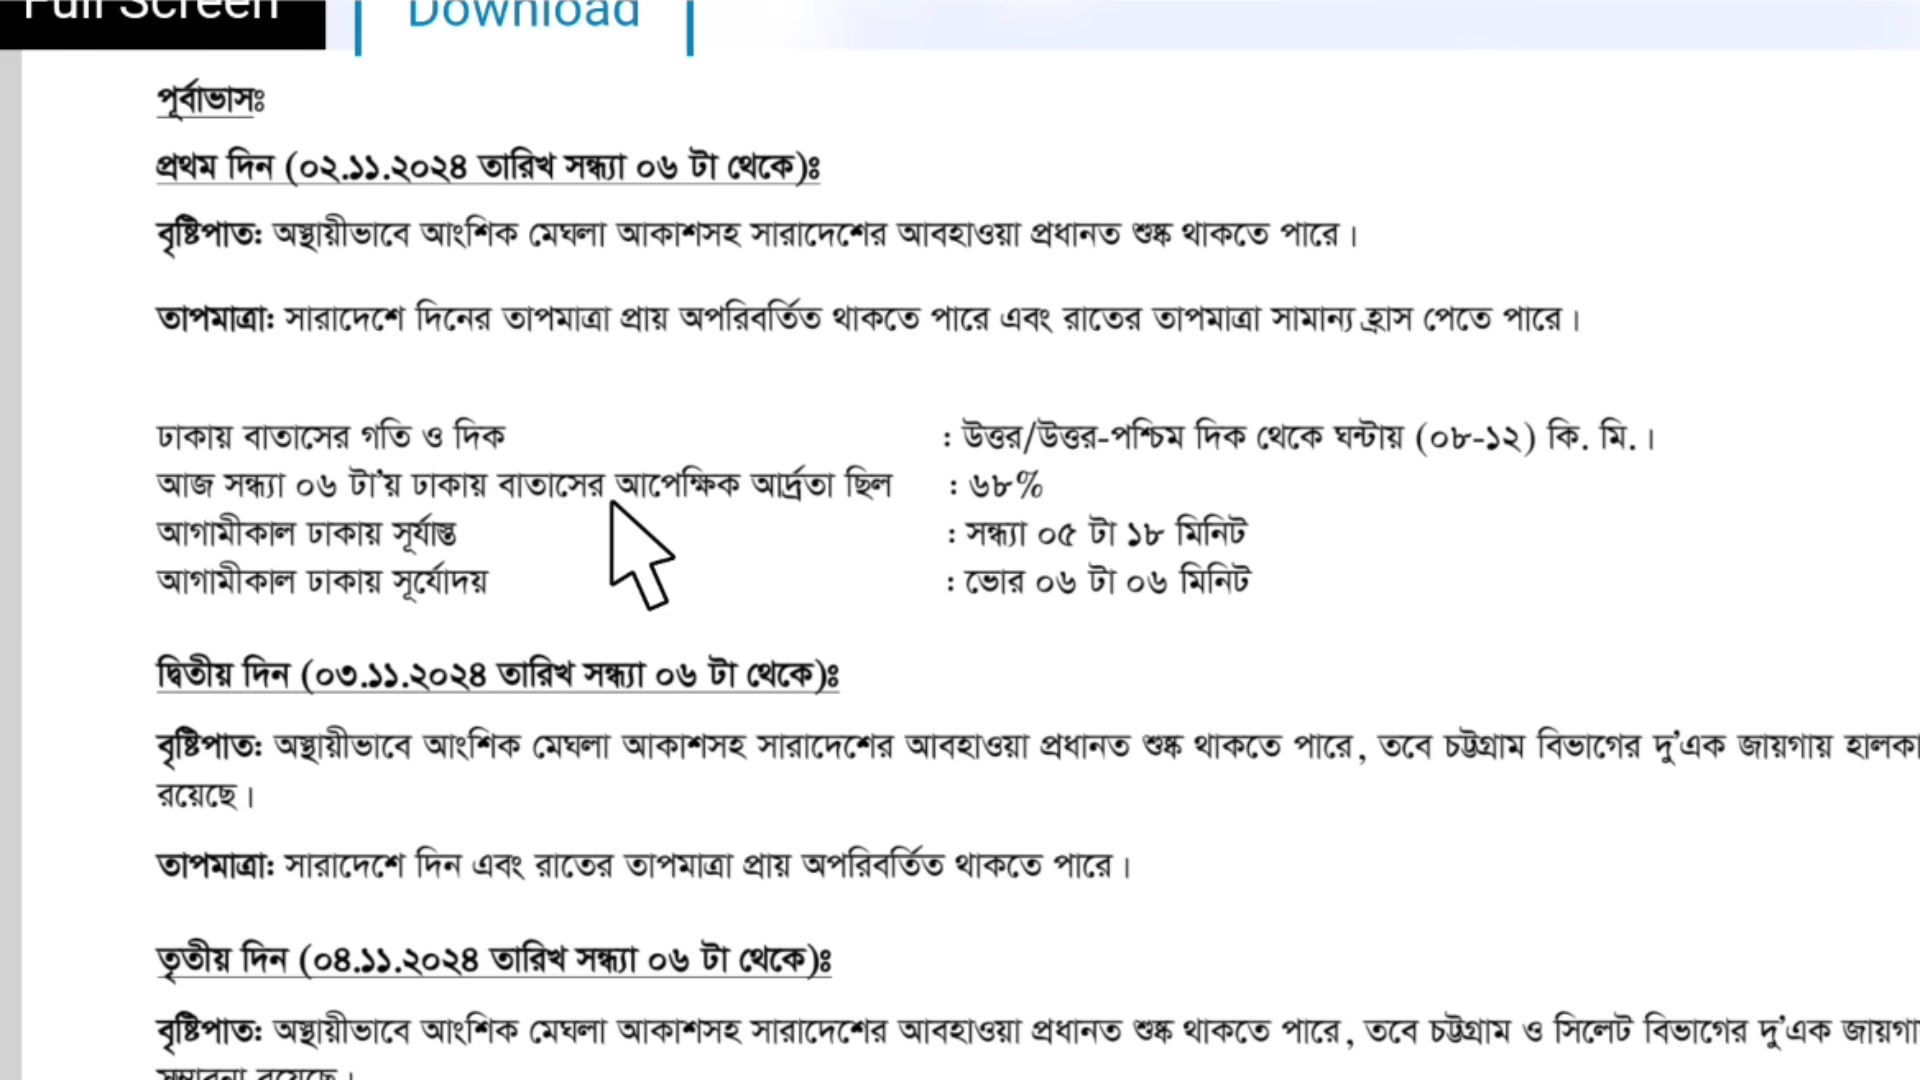 Full Screen
Download
পূর্বাভাসঃ
প্রথম দিন (০২.১১.২০২৪ তারিখ সন্ধ্যা ০৬ টা থেকে)ঃ
বৃষ্টিপাত: অস্থায়ীভাবে আংশিক মেঘলা আকাশসহ সারাদেশের আবহাওয়া প্রধানত শুষ্ক থাকতে পারে।
তাপমাত্রা: সারাদেশে দিনের তাপমাত্রা প্রায় অপরিবর্তিত থাকতে পারে এবং রাতের তাপমাত্রা সামান্য হ্রাস পেতে পারে।
ঢাকায় বাতাসের গতি ও দিক : উত্তর/উত্তর-পশ্চিম দিক থেকে ঘন্টায় (০৮-১২) কি. মি.।
আজ সন্ধ্যা ০৬ টা'য় ঢাকায় বাতাসের আপেক্ষিক আর্দ্রতা ছিল : ৬৮%
আগামীকাল ঢাকায় সূর্যাস্ত : সন্ধ্যা ০৫ টা ১৮ মিনিট
আগামীকাল ঢাকায় সূর্যোদয় : ভোর ০৬ টা ০৬ মিনিট
দ্বিতীয় দিন (০৩.১১.২০২৪ তারিখ সন্ধ্যা ০৬ টা থেকে)ঃ
বৃষ্টিপাত: অস্থায়ীভাবে আংশিক মেঘলা আকাশসহ সারাদেশের আবহাওয়া প্রধানত শুষ্ক থাকতে পারে, তবে চট্টগ্রাম বিভাগের দু'এক জায়গায় হালকা
রয়েছে।
তাপমাত্রা: সারাদেশে দিন এবং রাতের তাপমাত্রা প্রায় অপরিবর্তিত থাকতে পারে।
তৃতীয় দিন (০৪.১১.২০২৪ তারিখ সন্ধ্যা ০৬ টা থেকে)ঃ
বৃষ্টিপাত: অস্থায়ীভাবে আংশিক মেঘলা আকাশসহ সারাদেশের আবহাওয়া প্রধানত শুষ্ক থাকতে পারে, তবে চট্টগ্রাম ও সিলেট বিভাগের দু'এক